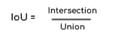 IoU = Intersection
Union